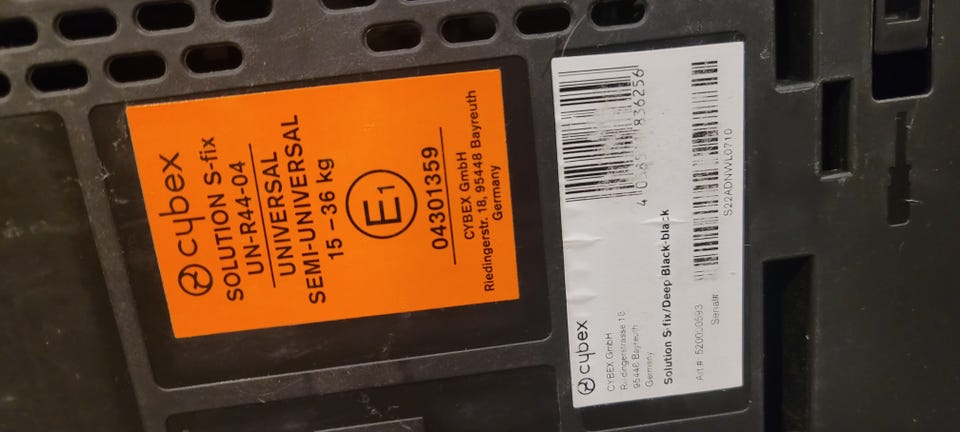 cybex
SOLUTION S-fix
UN-R44-04
UNIVERSAL
SEMI-UNIVERSAL
15 –36 kg
E1
04301359
CYBEX GmbH
Riedingerstr. 18, 95448 Bayreuth
Germany
cybex
CYBEX GmbH
Riedingerstrasse 18
95448 Bayreuth
Germany
Solution S-fix/Deep Black-black
Art.#
Serial#
S22ADNWL0710
836256